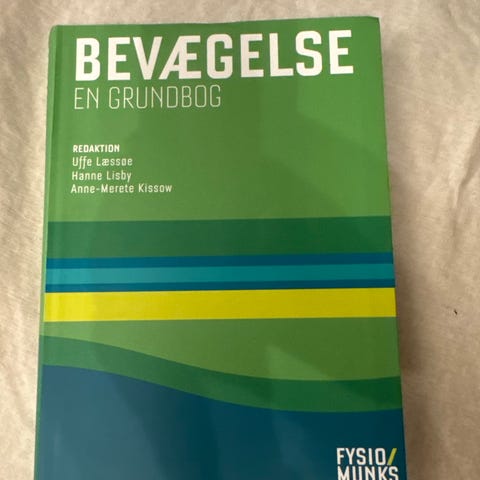 BEVÆGELSE
EN GRUNDBOG
REDAKTION
Uffe Læssøe
Hanne Lisby
Anne-Merete Kissow
FYSIO/
MUNKS